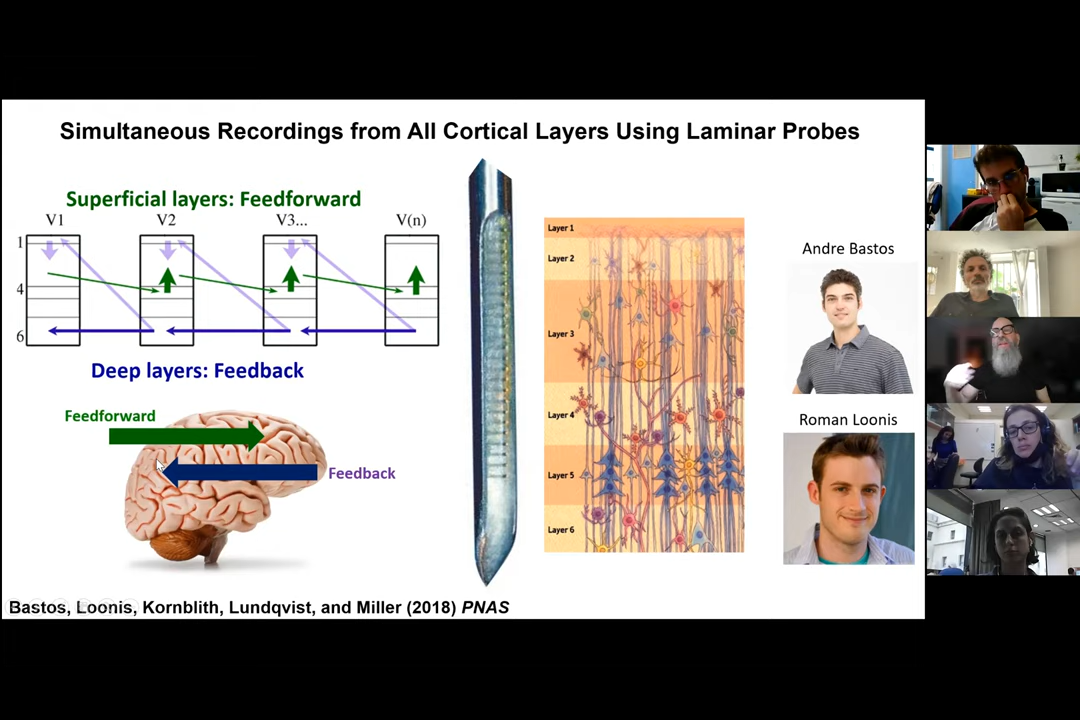 Simultaneous Recordings from All Cortical Layers Using Laminar Probes
Superficial layers: Feedforward
V1
V2
V3...
V(n)
1
4
6
Deep layers: Feedback
Feedforward
Feedback
Layer 1
Layer 2
Layer 3
Layer 4
Layer 5
Layer 6
Andre Bastos
Roman Loonis
Bastos, Loonis, Kornblith, Lundqvist, and Miller (2018) PNAS